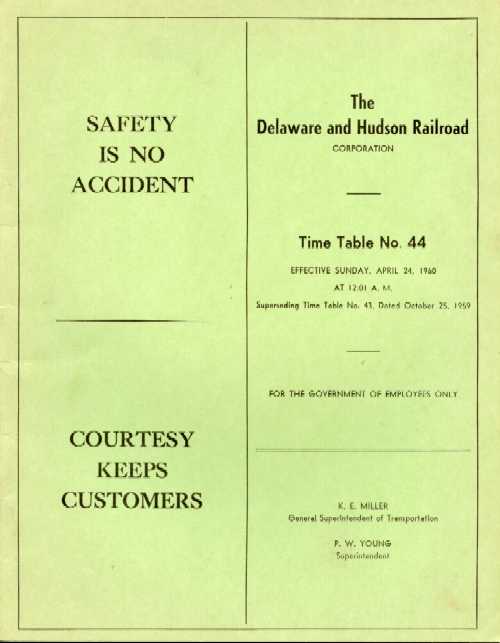 SAFETY
IS NO
ACCIDENT
COURTESY
KEEPS
CUSTOMERS
The
Delaware and Hudson Railroad
CORPORATION
Time Table No. 44
EFFECTIVE SUNDAY, APRIL 24, 1960
AT 12:01 A. M.
Superseding Time Table No. 43, Dated October 25, 1959
FOR THE GOVERNMENT OF EMPLOYEES ONLY
K. E. MILLER
General Superintendent of Transportation
P. W. YOUNG
Superintendent